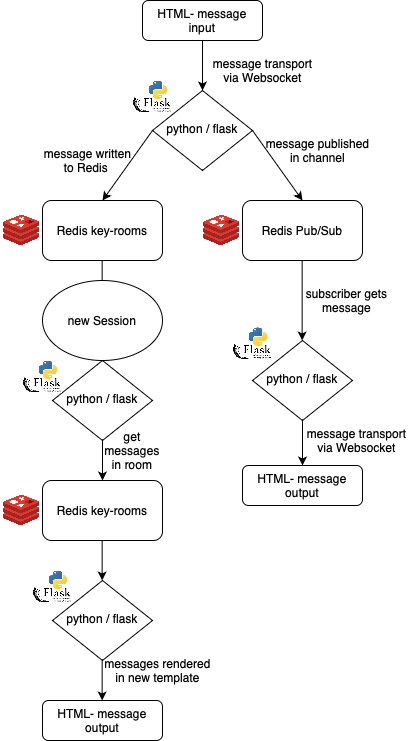 HTML- message
input
message transport
via Websocket
Flask
python / flask
message written
to Redis
message published
in channel
Redis key-rooms
Redis Pub/Sub
new Session
subscriber gets
message
Flask
python / flask
Flask
python / flask
get
messages
in room
message transport
via Websocket
Redis key-rooms
HTML- message
output
Flask
python / flask
messages rendered
in new template
HTML- message
output